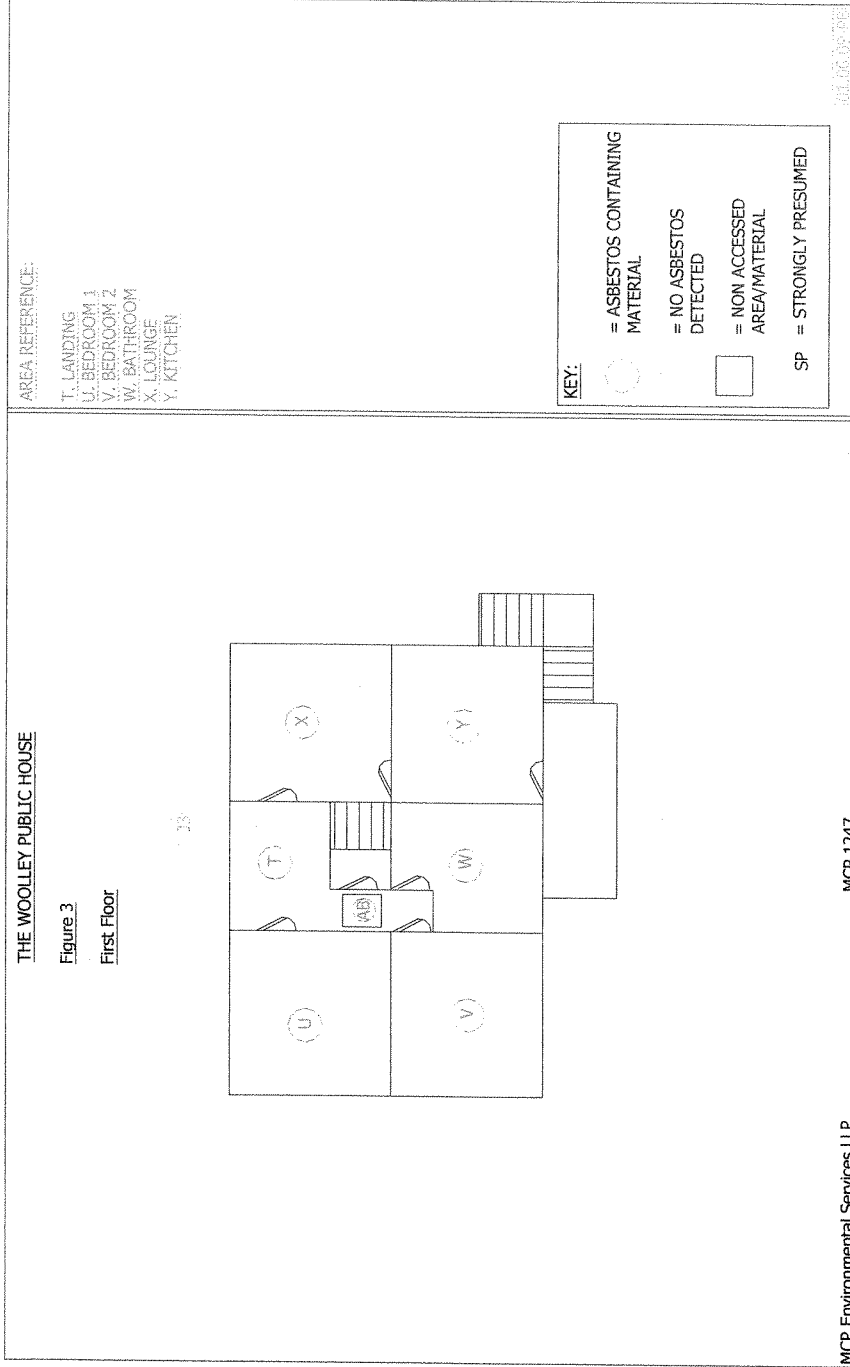 THE WOOLLEY PUBLIC HOUSE
Figure 3
First Floor
13
U
T
X
AB
V
W
Y
AREA REFERENCE:
T. LANDING
U. BEDROOM 1
V. BEDROOM 2
W. BATHROOM
X. LOUNGE
Y. KITCHEN
KEY:
= ASBESTOS CONTAINING
MATERIAL
= NO ASBESTOS
DETECTED
= NON ACCESSED
AREA/MATERIAL
SP = STRONGLY PRESUMED
MCP Environmental Services LLP
MCP 1247